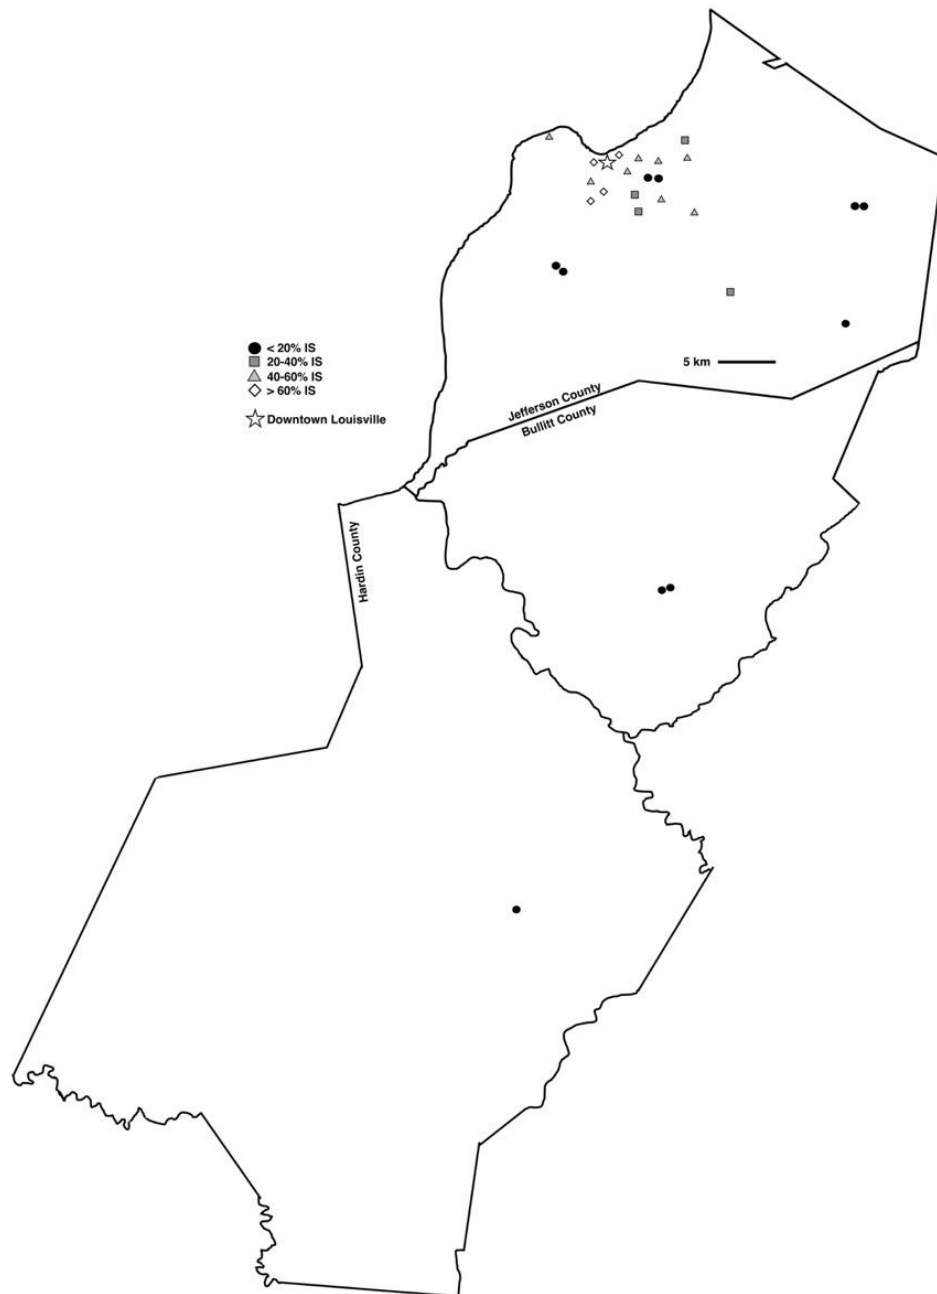 < 20% IS
20-40% IS
40-60% IS
> 60% IS
Downtown Louisville
5 km
Jefferson County
Bullitt County
Hardin County